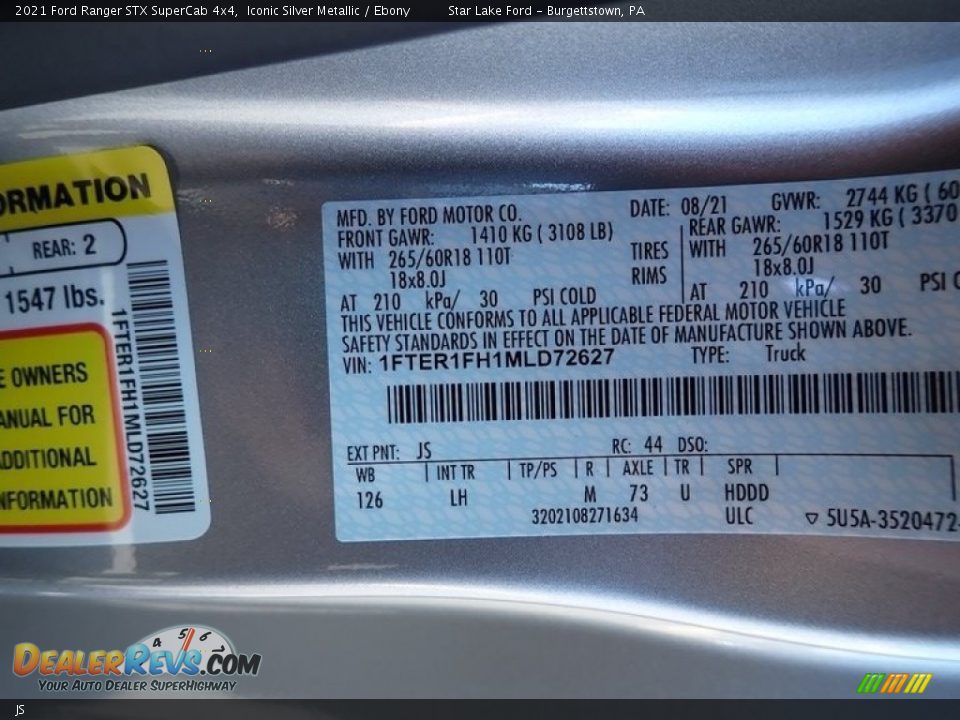 2021 Ford Ranger STX SuperCab 4x4, Iconic Silver Metallic / Ebony Star Lake Ford - Burgettstown, PA
ORMATION
REAR: 2
1547 lbs.
OWNERS
ANUAL FOR
ADDITIONAL
NFORMATION
1FTER1FH1MLD72627
MFD. BY FORD MOTOR CO. DATE: 08/21 GVWR: 2744 KG ( 60
FRONT GAWR: 1410 KG ( 3108 LB) REAR GAWR: 1529 KG ( 3370
WITH 265/60R18 110T TIRES WITH 265/60R18 110T
18x8.0J RIMS 18x8.0J
AT 210 kPa/ 30 PSI COLD AT 210 kPa/ 30 PSI C
THIS VEHICLE CONFORMS TO ALL APPLICABLE FEDERAL MOTOR VEHICLE
SAFETY STANDARDS IN EFFECT ON THE DATE OF MANUFACTURE SHOWN ABOVE.
VIN: 1FTER1FH1MLD72627 TYPE: Truck
EXT PNT: JS RC: 44 DSO:
WB INT TR TP/PS R AXLE TR SPR
126 LH M 73 U HDDD
3202108271634 ULC ▽ 5U5A-3520472-
4 5 6
DEALERREVS.COM
YOUR AUTO DEALER SUPERHIGHWAY
JS